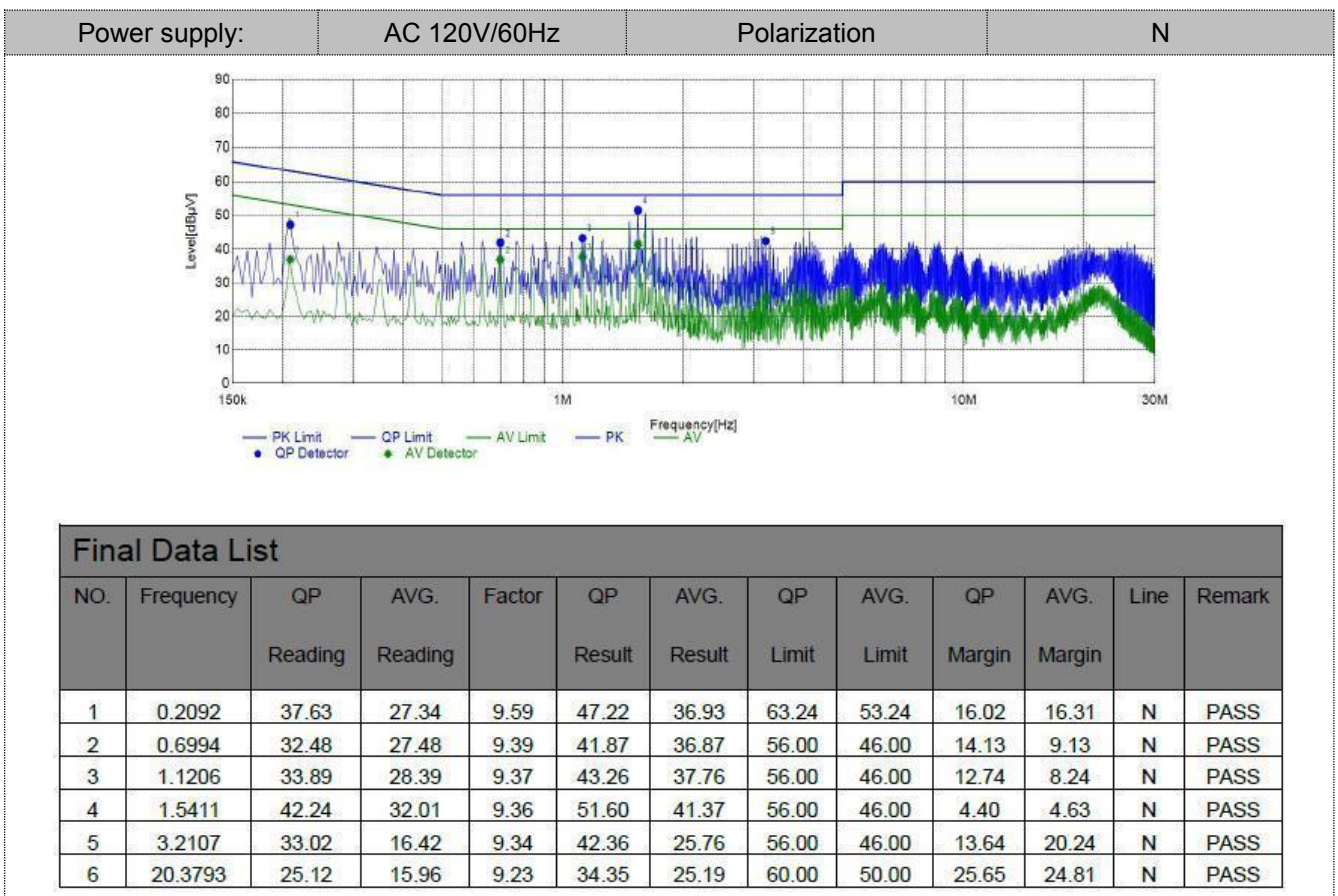 Power supply: AC 120V/60Hz Polarization N
90
80
70
60
50
40
30
20
10
0
Level[dBµV]
1
2
2
3
4
5
150k 1M 10M 30M
Frequency[Hz]
PK Limit QP Limit AV Limit PK AV
QP Detector AV Detector
Final Data List
NO. Frequency QP AVG. Factor QP AVG. QP AVG. QP AVG. Line Remark
Reading Reading Result Result Limit Limit Margin Margin
1 0.2092 37.63 27.34 9.59 47.22 36.93 63.24 53.24 16.02 16.31 N PASS
2 0.6994 32.48 27.48 9.39 41.87 36.87 56.00 46.00 14.13 9.13 N PASS
3 1.1206 33.89 28.39 9.37 43.26 37.76 56.00 46.00 12.74 8.24 N PASS
4 1.5411 42.24 32.01 9.36 51.60 41.37 56.00 46.00 4.40 4.63 N PASS
5 3.2107 33.02 16.42 9.34 42.36 25.76 56.00 46.00 13.64 20.24 N PASS
6 20.3793 25.12 15.96 9.23 34.35 25.19 60.00 50.00 25.65 24.81 N PASS